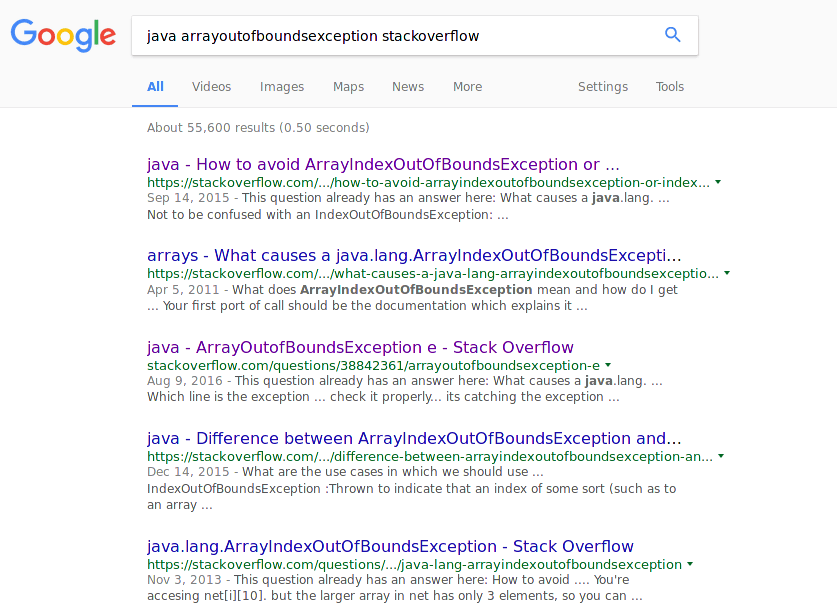 Google
java arrayoutofboundsexception stackoverflow
All Videos Images Maps News More Settings Tools
About 55,600 results (0.50 seconds)
java - How to avoid ArrayIndexOutOfBoundsException or ...
https://stackoverflow.com/.../how-to-avoid-arrayindexoutofboundsexception-or-index...
Sep 14, 2015 - This question already has an answer here: What causes a java.lang. ...
Not to be confused with an IndexOutOfBoundsException: ...
arrays - What causes a java.lang.ArrayIndexOutOfBoundsExcepti...
https://stackoverflow.com/.../what-causes-a-java-lang-arrayindexoutofboundsexceptio...
Apr 5, 2011 - What does ArrayIndexOutOfBoundsException mean and how do I get
... Your first port of call should be the documentation which explains it ...
java - ArrayOutofBoundsException e - Stack Overflow
stackoverflow.com/questions/38842361/arrayoutofboundsexception-e
Aug 9, 2016 - This question already has an answer here: What causes a java.lang. ...
Which line is the exception ... check it properly... its catching the exception ...
java - Difference between ArrayIndexOutOfBoundsException and...
https://stackoverflow.com/.../difference-between-arrayindexoutofboundsexception-an...
Dec 14, 2015 - What are the use cases in which we should use ...
IndexOutOfBoundsException :Thrown to indicate that an index of some sort (such as to
an array ...
java.lang.ArrayIndexOutOfBoundsException - Stack Overflow
https://stackoverflow.com/questions/.../java-lang-arrayindexoutofboundsexception
Nov 3, 2013 - This question already has an answer here: How to avoid .... You're
accesing net[i][10]. but the larger array in net has only 3 elements, so you can ...